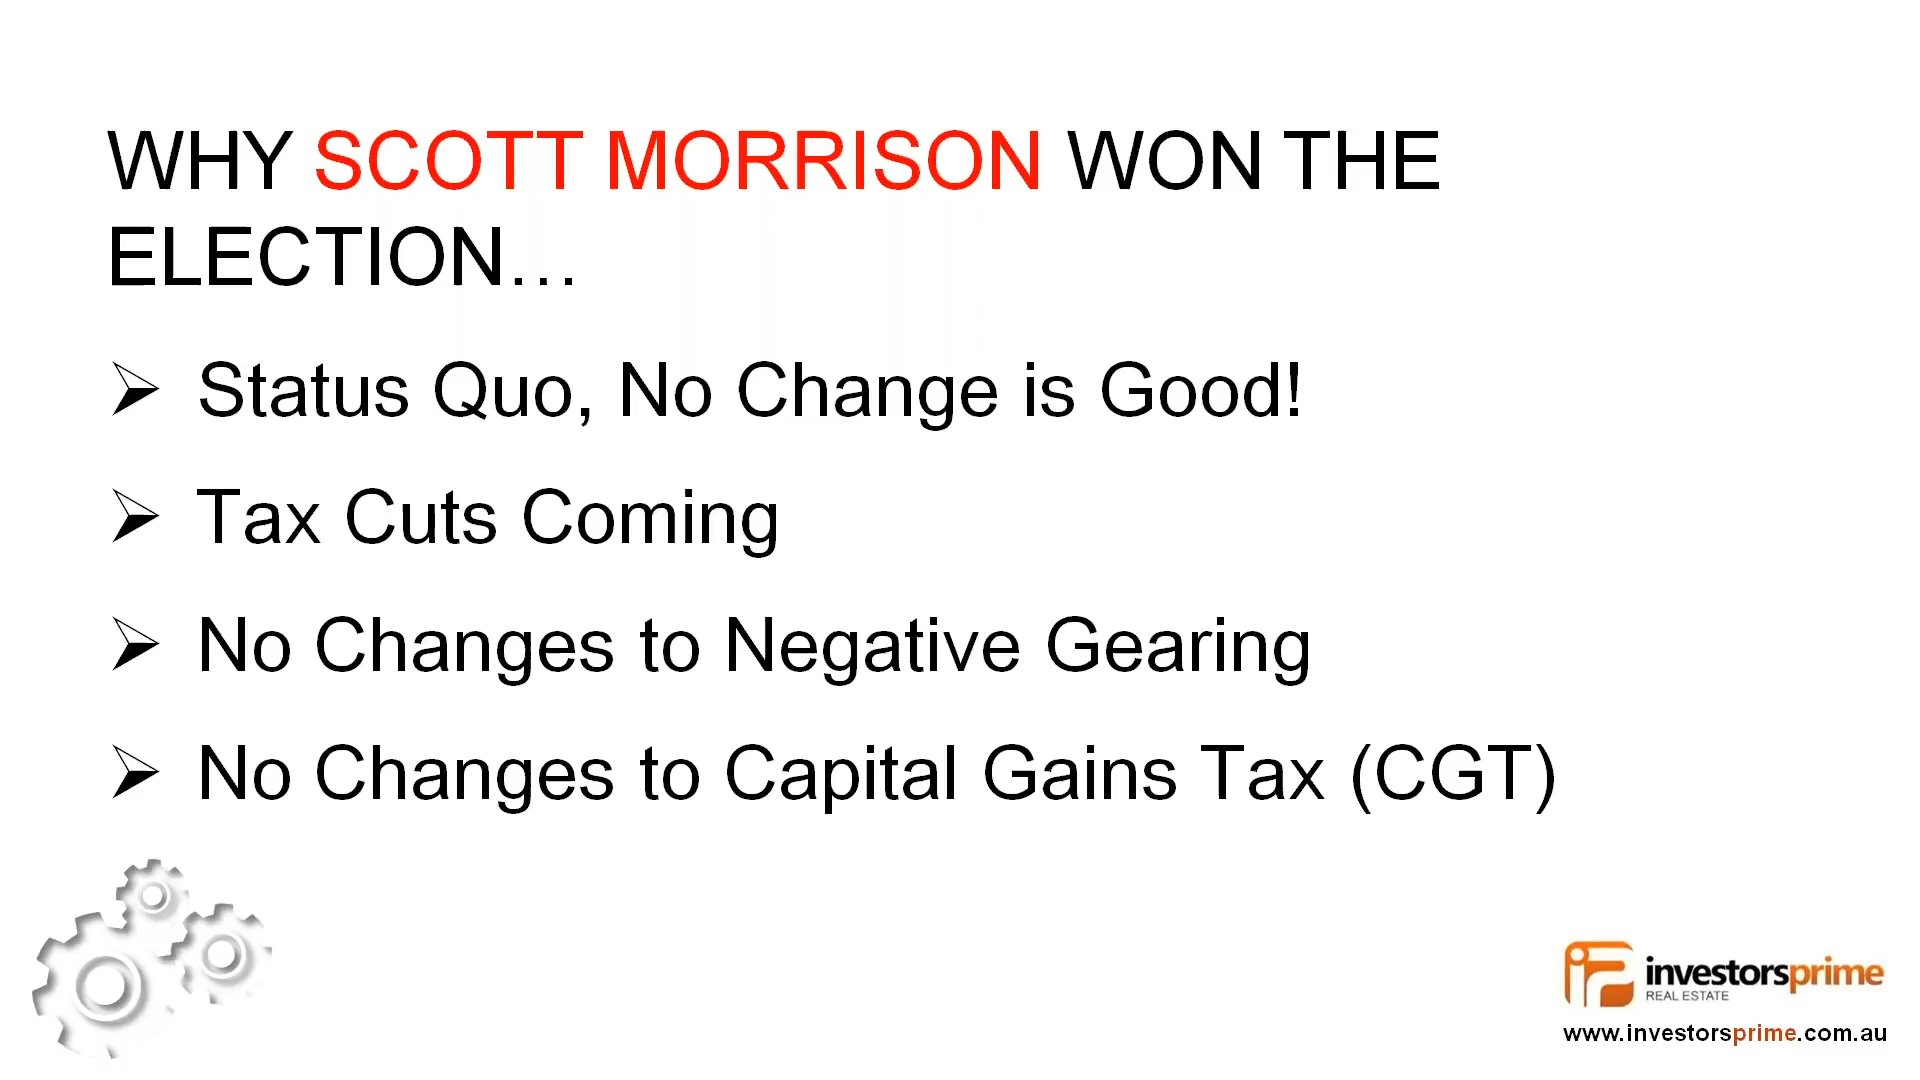 WHY SCOTT MORRISON WON THE
ELECTION…
Status Quo, No Change is Good!
Tax Cuts Coming
No Changes to Negative Gearing
No Changes to Capital Gains Tax (CGT)
investorsprime
REAL ESTATE
www.investorsprime.com.au